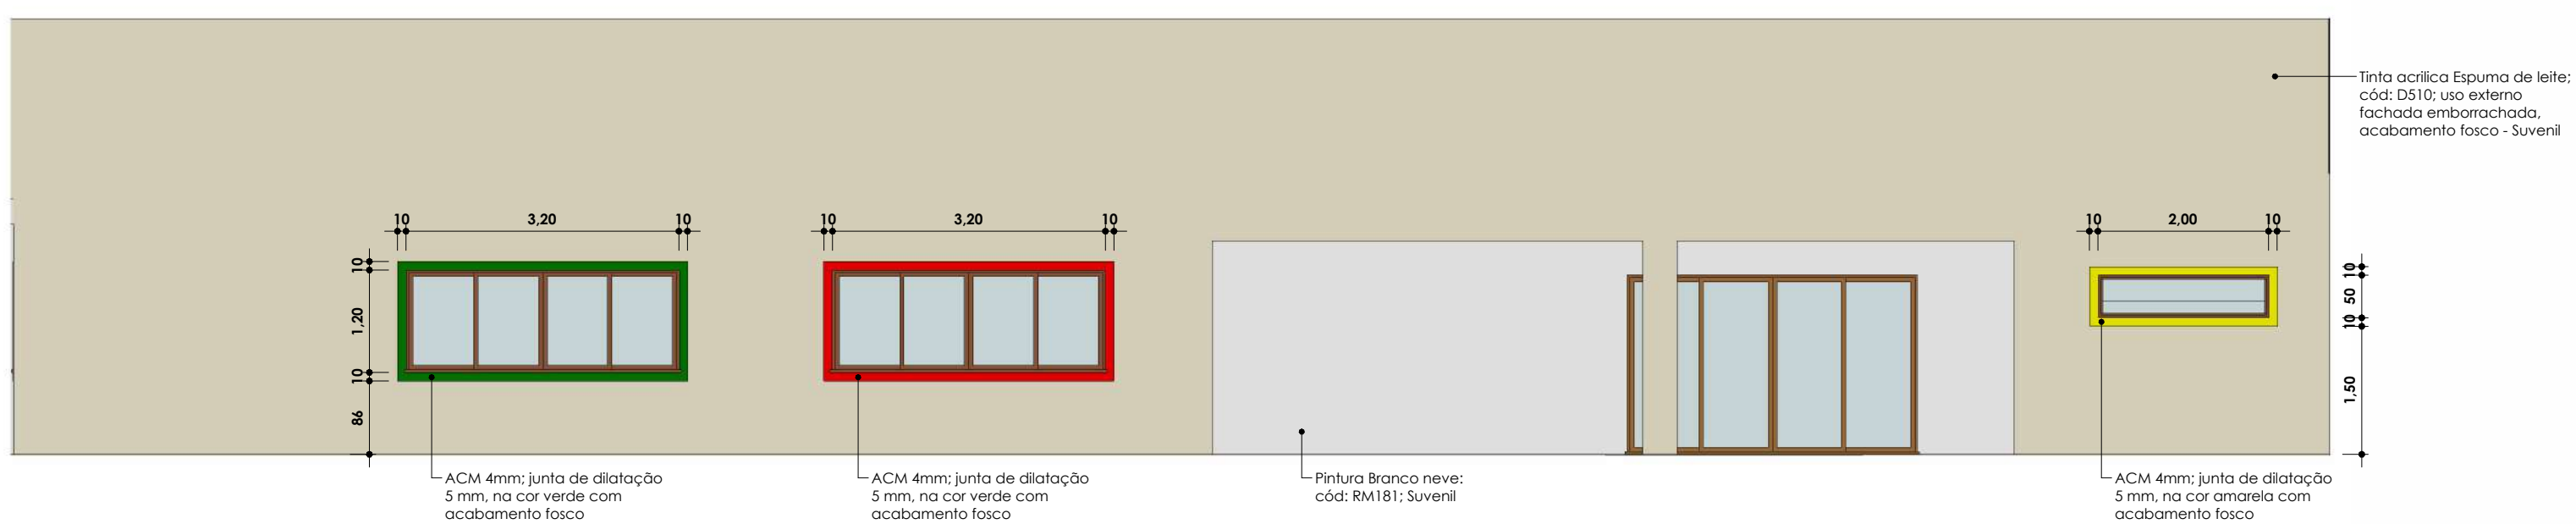 Tinta acrilica Espuma de leite;
cód: D510; uso externo
fachada emborrachada,
acabamento fosco - Suvenil
10 3,20 10
10 3,20 10
10 2,00 10
10
1,20
10
86
10
50
10
1,50
ACM 4mm; junta de dilatação
5 mm, na cor verde com
acabamento fosco
ACM 4mm; junta de dilatação
5 mm, na cor verde com
acabamento fosco
Pintura Branco neve:
cód: RM181; Suvenil
ACM 4mm; junta de dilatação
5 mm, na cor amarela com
acabamento fosco